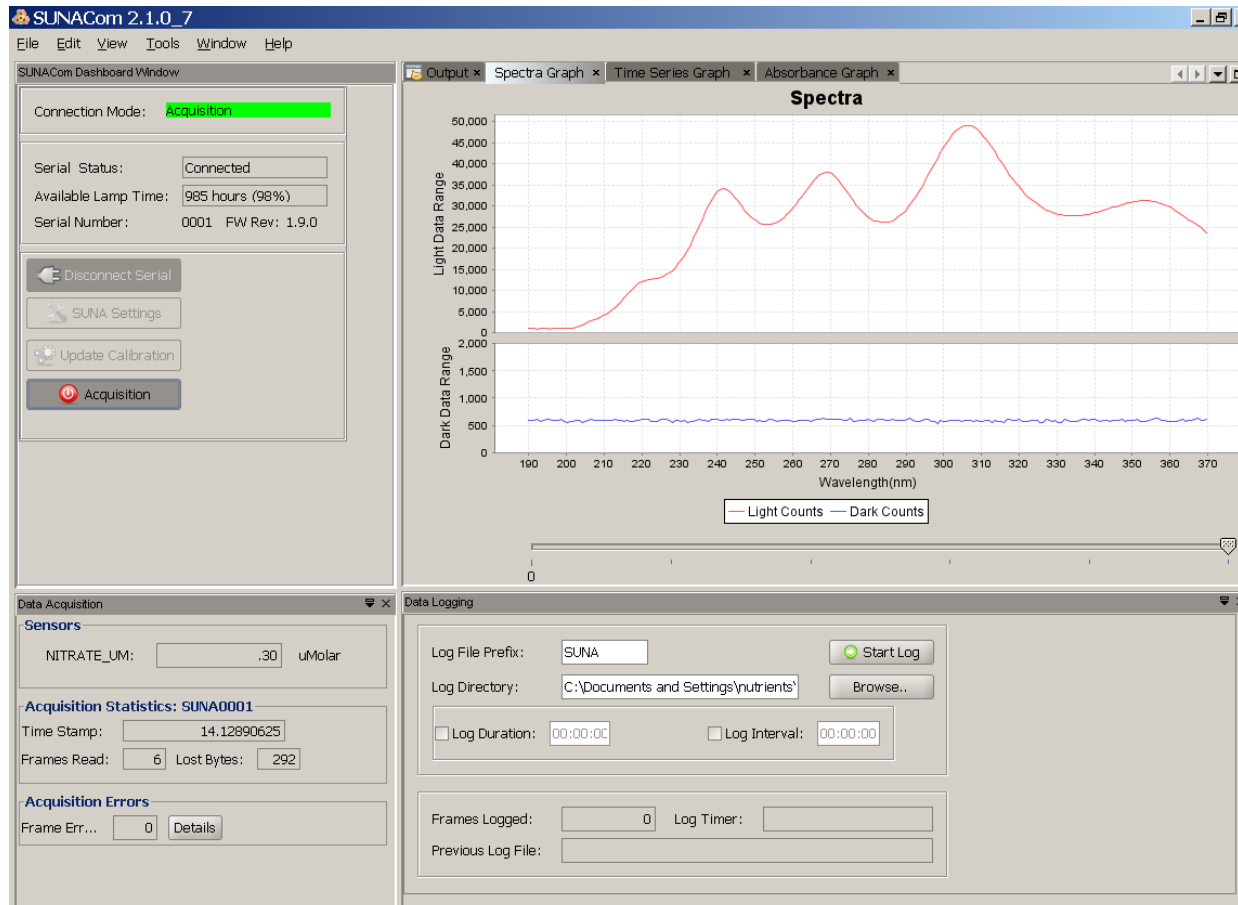 SUNACom 2.1.0_7
File Edit View Tools Window Help
SUNACom Dashboard Window
Connection Mode: Acquisition
Serial Status: Connected
Available Lamp Time: 985 hours (98%)
Serial Number: 0001 FW Rev: 1.9.0
Disconnect Serial
SUNA Settings
Update Calibration
Acquisition
Output × Spectra Graph × Time Series Graph × Absorbance Graph ×
Spectra
Light Data Range
50,000
45,000
40,000
35,000
30,000
25,000
20,000
15,000
10,000
5,000
0
Dark Data Range
2,000
1,500
1,000
500
0
190 200 210 220 230 240 250 260 270 280 290 300 310 320 330 340 350 360 370
Wavelength(nm)
Light Counts Dark Counts
0
Data Acquisition
Sensors
NITRATE_UM: .30 uMolar
Acquisition Statistics: SUNA0001
Time Stamp: 14.12890625
Frames Read: 6 Lost Bytes: 292
Acquisition Errors
Frame Err... 0 Details
Data Logging
Log File Prefix: SUNA Start Log
Log Directory: C:\Documents and Settings\nutrients' Browse..
Log Duration: 00:00:0C Log Interval: 00:00:00
Frames Logged: 0 Log Timer:
Previous Log File: